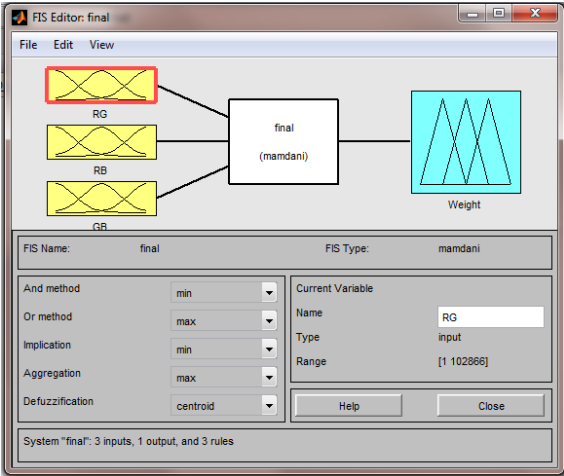 FIS Editor: final
File Edit View
RG
RB
GB
final
(mamdani)
Weight
FIS Name: final FIS Type: mamdani
And method min
Or method max
Implication min
Aggregation max
Defuzzification centroid
Current Variable
Name RG
Type input
Range [1 102866]
Help Close
System "final": 3 inputs, 1 output, and 3 rules